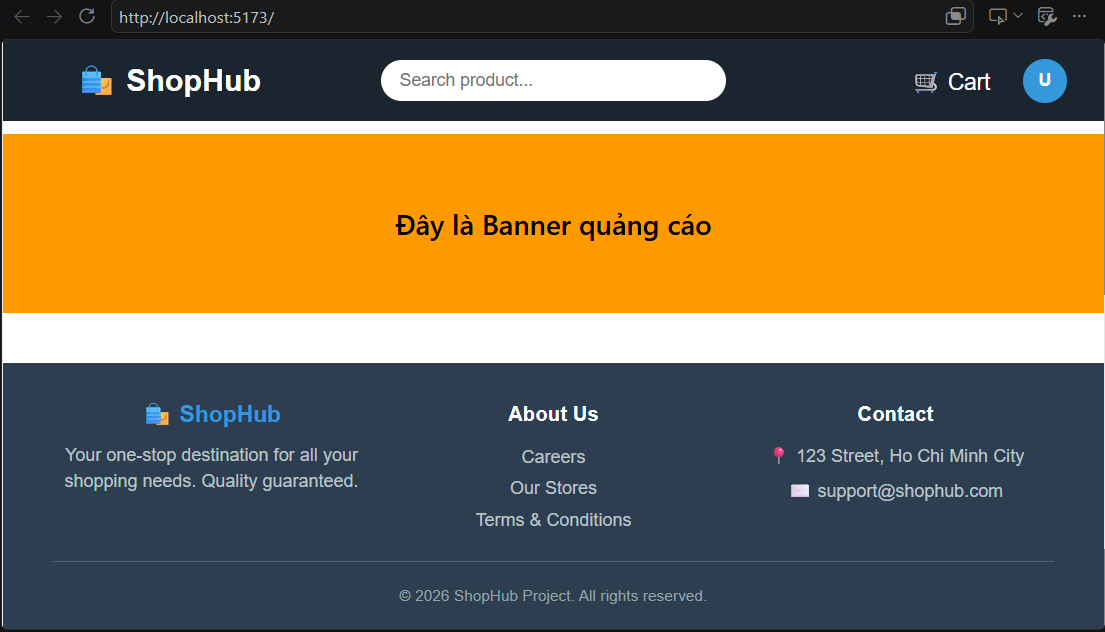 http://localhost:5173/
ShopHub
Search product...
Cart
U
Đây là Banner quảng cáo
ShopHub
Your one-stop destination for all your
shopping needs. Quality guaranteed.
About Us
Careers
Our Stores
Terms & Conditions
Contact
123 Street, Ho Chi Minh City
support@shophub.com
© 2026 ShopHub Project. All rights reserved.